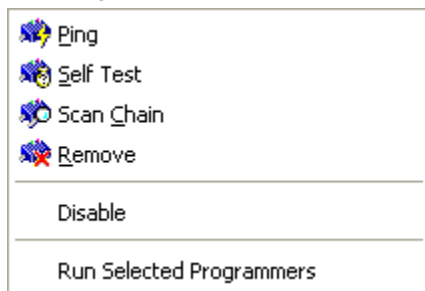 Ping
Self Test
Scan Chain
Remove
Disable
Run Selected Programmers